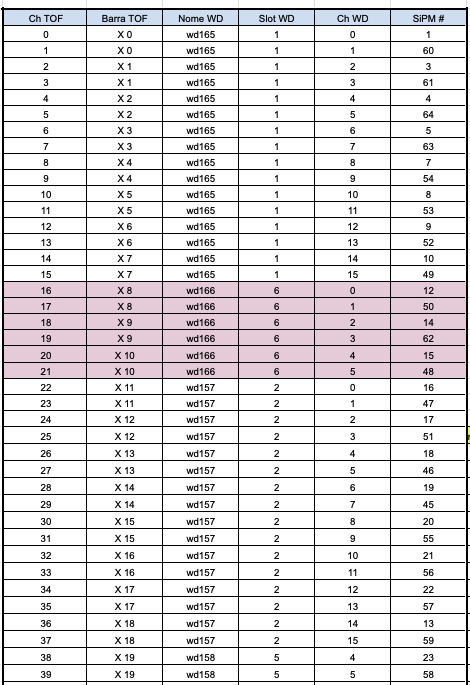 Ch TOF Barra TOF Nome WD Slot WD Ch WD SiPM #
0 X 0 wd165 1 0 1
1 X 0 wd165 1 1 60
2 X 1 wd165 1 2 3
3 X 1 wd165 1 3 61
4 X 2 wd165 1 4 4
5 X 2 wd165 1 5 64
6 X 3 wd165 1 6 5
7 X 3 wd165 1 7 63
8 X 4 wd165 1 8 7
9 X 4 wd165 1 9 54
10 X 5 wd165 1 10 8
11 X 5 wd165 1 11 53
12 X 6 wd165 1 12 9
13 X 6 wd165 1 13 52
14 X 7 wd165 1 14 10
15 X 7 wd165 1 15 49
16 X 8 wd166 6 0 12
17 X 8 wd166 6 1 50
18 X 9 wd166 6 2 14
19 X 9 wd166 6 3 62
20 X 10 wd166 6 4 15
21 X 10 wd166 6 5 48
22 X 11 wd157 2 0 16
23 X 11 wd157 2 1 47
24 X 12 wd157 2 2 17
25 X 12 wd157 2 3 51
26 X 13 wd157 2 4 18
27 X 13 wd157 2 5 46
28 X 14 wd157 2 6 19
29 X 14 wd157 2 7 45
30 X 15 wd157 2 8 20
31 X 15 wd157 2 9 55
32 X 16 wd157 2 10 21
33 X 16 wd157 2 11 56
34 X 17 wd157 2 12 22
35 X 17 wd157 2 13 57
36 X 18 wd157 2 14 13
37 X 18 wd157 2 15 59
38 X 19 wd158 5 4 23
39 X 19 wd158 5 5 58